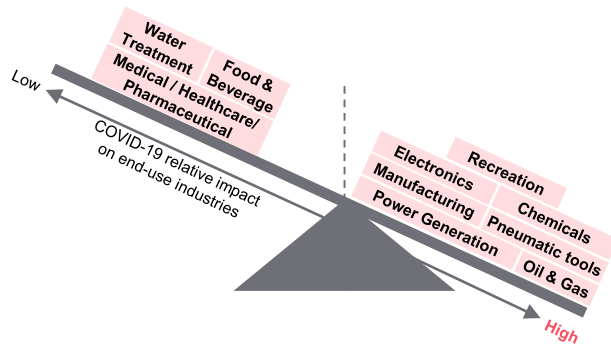 Water
Treatment
Food &
Beverage
Medical / Healthcare/
Pharmaceutical
Low
COVID-19 relative impact
on end-use industries
Recreation
Electronics
Chemicals
Manufacturing
Pneumatic tools
Power Generation
Oil & Gas
High